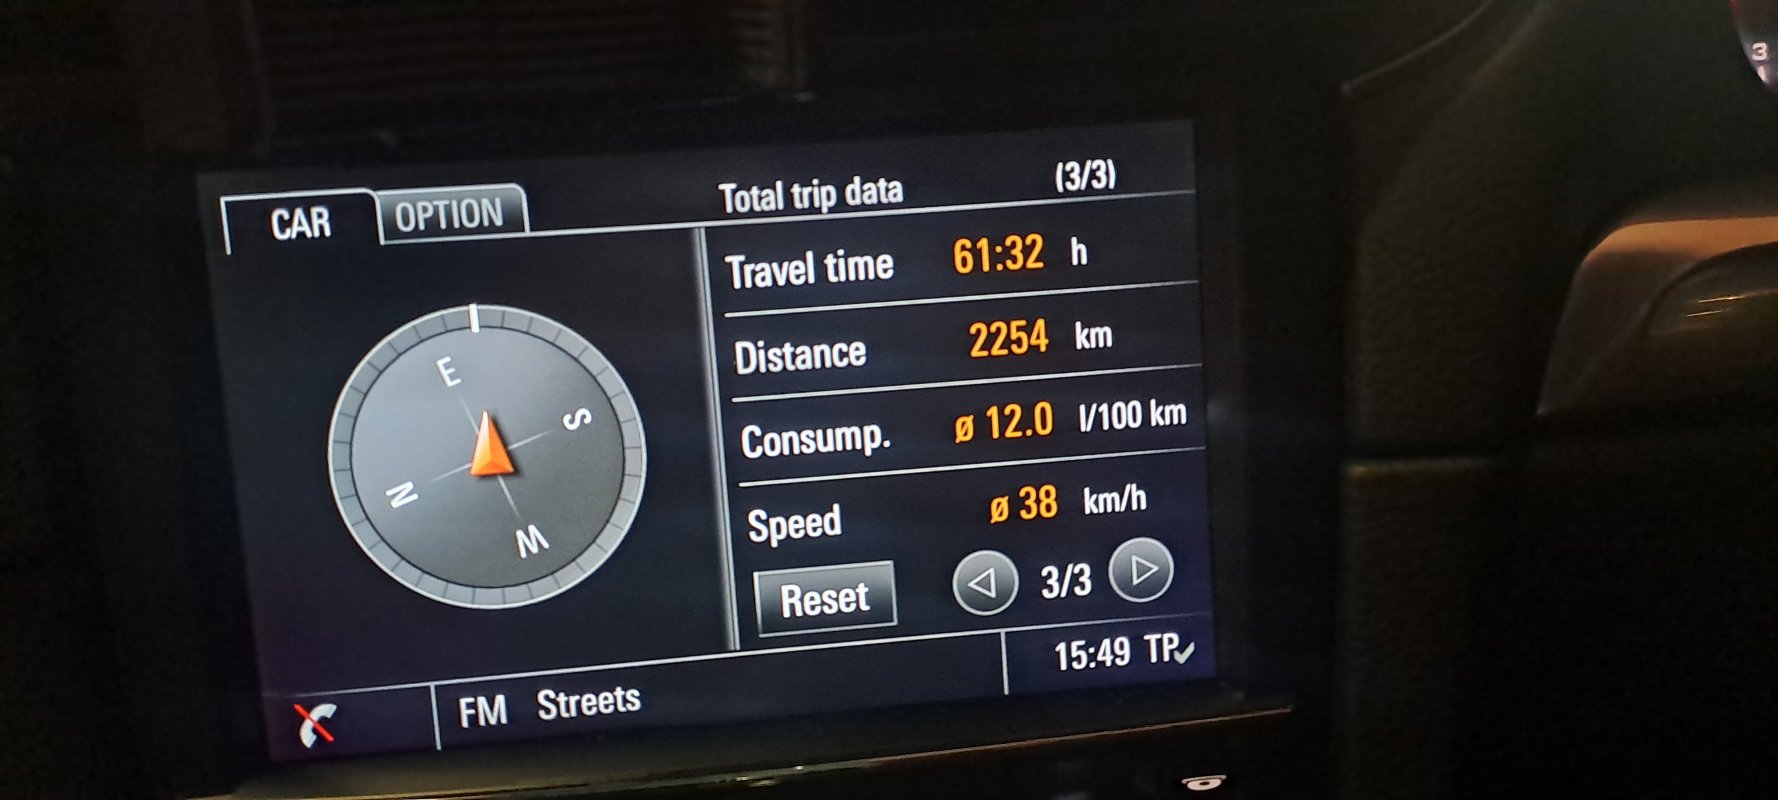 CAR OPTION Total trip data (3/3)
Travel time 61:32 h
Distance 2254 km
Consump. ø 12.0 l/100 km
Speed ø 38 km/h
Reset 3/3
E
S
N
W
FM Streets 15:49 TP
3